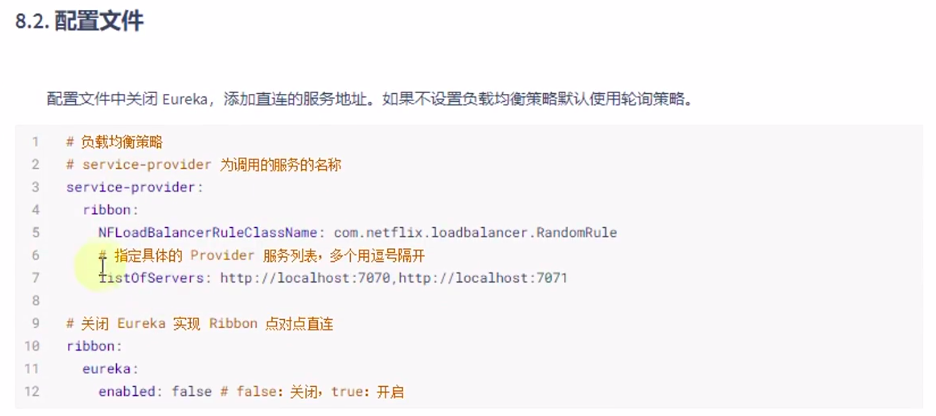 8.2. 配置文件
配置文件中关闭 Eureka，添加直连的服务地址。如果不设置负载均衡策略默认使用轮询策略。
1 # 负载均衡策略
2 # service-provider 为调用的服务的名称
3 service-provider:
4   ribbon:
5     NFLoadBalancerRuleClassName: com.netflix.loadbalancer.RandomRule
6     # 指定具体的 Provider 服务列表，多个用逗号隔开
7     listOfServers: http://localhost:7070,http://localhost:7071
8
9 # 关闭 Eureka 实现 Ribbon 点对点直连
10 ribbon:
11   eureka:
12     enabled: false # false：关闭，true：开启